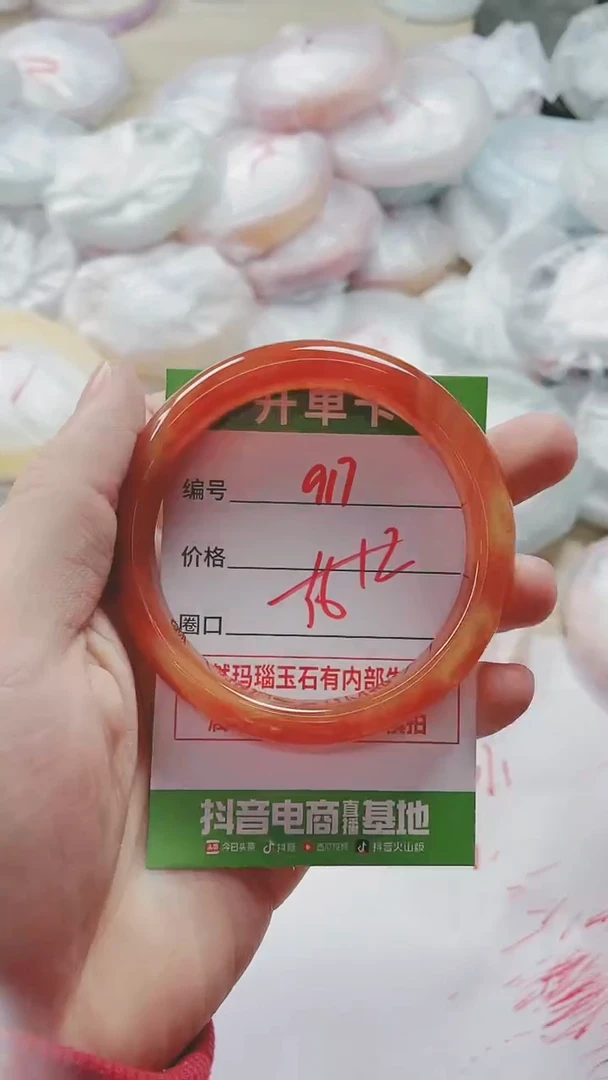 开单卡
编号 917
价格
圈口
玛瑙玉石有内部生
拍
抖音电商直播基地
今日头条 抖音 西瓜视频 抖音火山版